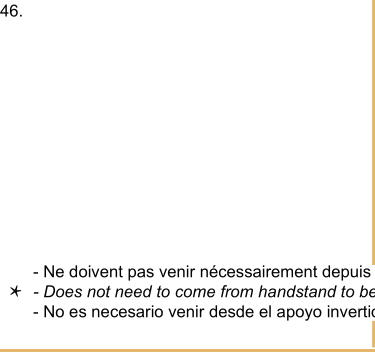 46.
- Ne doivent pas venir nécessairement depuis
✶ - Does not need to come from handstand to be
- No es necesario venir desde el apoyo